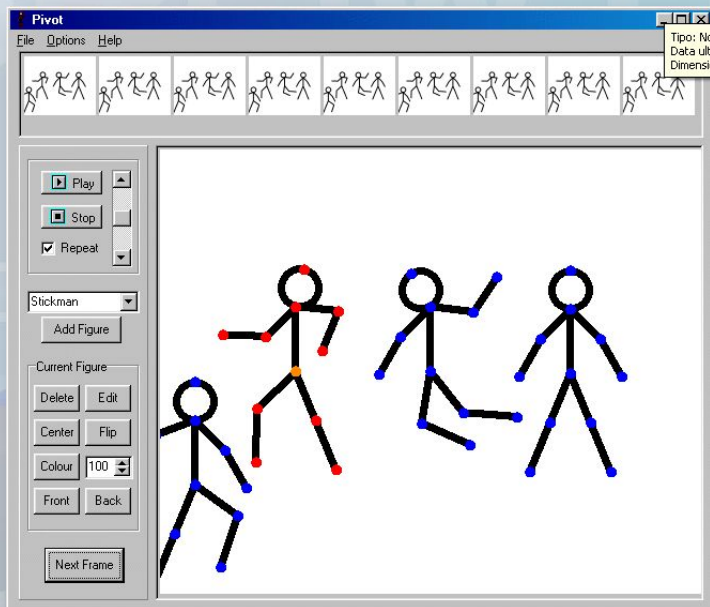 Pivot
File Options Help
Tipo: No
Data ult
Dimensi
Play
Stop
Repeat
Stickman
Add Figure
Current Figure
Delete Edit
Center Flip
Colour 100
Front Back
Next Frame